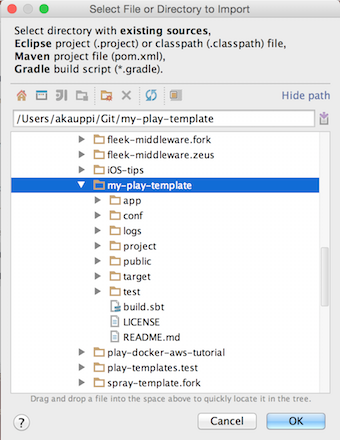 Select File or Directory to Import
Select directory with existing sources,
Eclipse project (.project) or classpath (.classpath) file,
Maven project file (pom.xml),
Gradle build script (*.gradle).
Hide path
/Users/akauppi/Git/my-play-template
fleek-middleware.fork
fleek-middleware.zeus
iOS-tips
my-play-template
app
conf
logs
project
public
target
test
build.sbt
LICENSE
README.md
play-docker-aws-tutorial
play-templates.test
spray-template.fork
Drag and drop a file into the space above to quickly locate it in the tree.
? Cancel OK